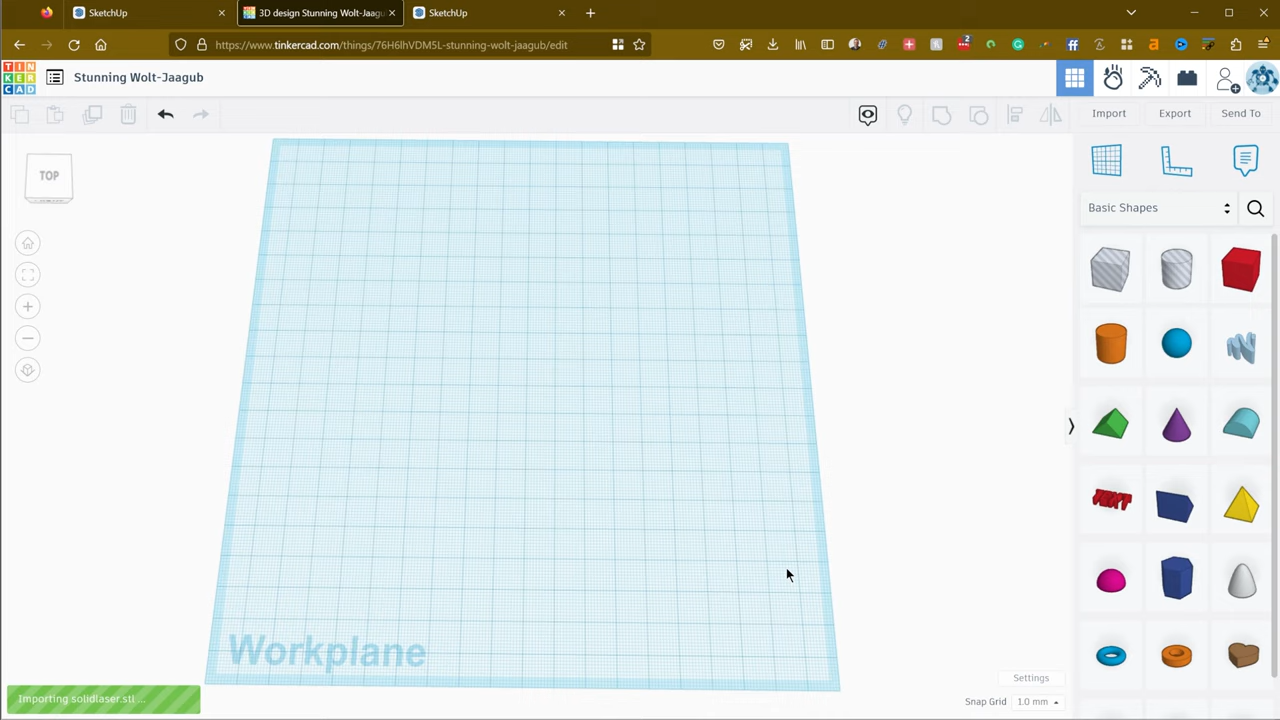 SketchUp
3D design Stunning Wolt-Jaagu
SketchUp
https://www.tinkercad.com/things/76H6lhVDM5L-stunning-wolt-jaagub/edit
TIN
KER
CAD
Stunning Wolt-Jaagub
Import
Export
Send To
TOP
Basic Shapes
TEXT
Workplane
Settings
Importing solidlaser.stl ...
Snap Grid
1.0 mm